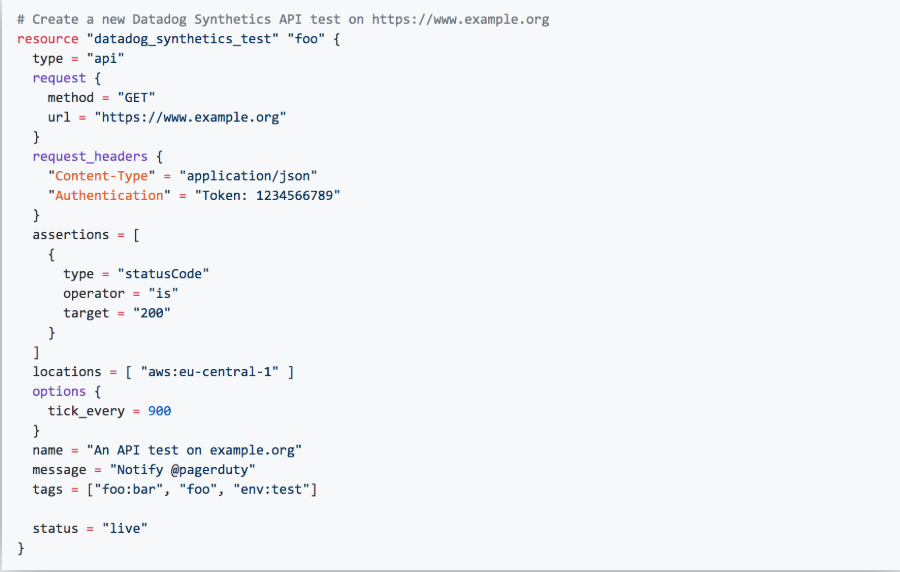 # Create a new Datadog Synthetics API test on https://www.example.org
resource "datadog_synthetics_test" "foo" {
  type = "api"
  request {
    method = "GET"
    url = "https://www.example.org"
  }
  request_headers {
    "Content-Type" = "application/json"
    "Authentication" = "Token: 1234566789"
  }
  assertions = [
    {
      type = "statusCode"
      operator = "is"
      target = "200"
    }
  ]
  locations = [ "aws:eu-central-1" ]
  options {
    tick_every = 900
  }
  name = "An API test on example.org"
  message = "Notify @pagerduty"
  tags = ["foo:bar", "foo", "env:test"]

  status = "live"
}